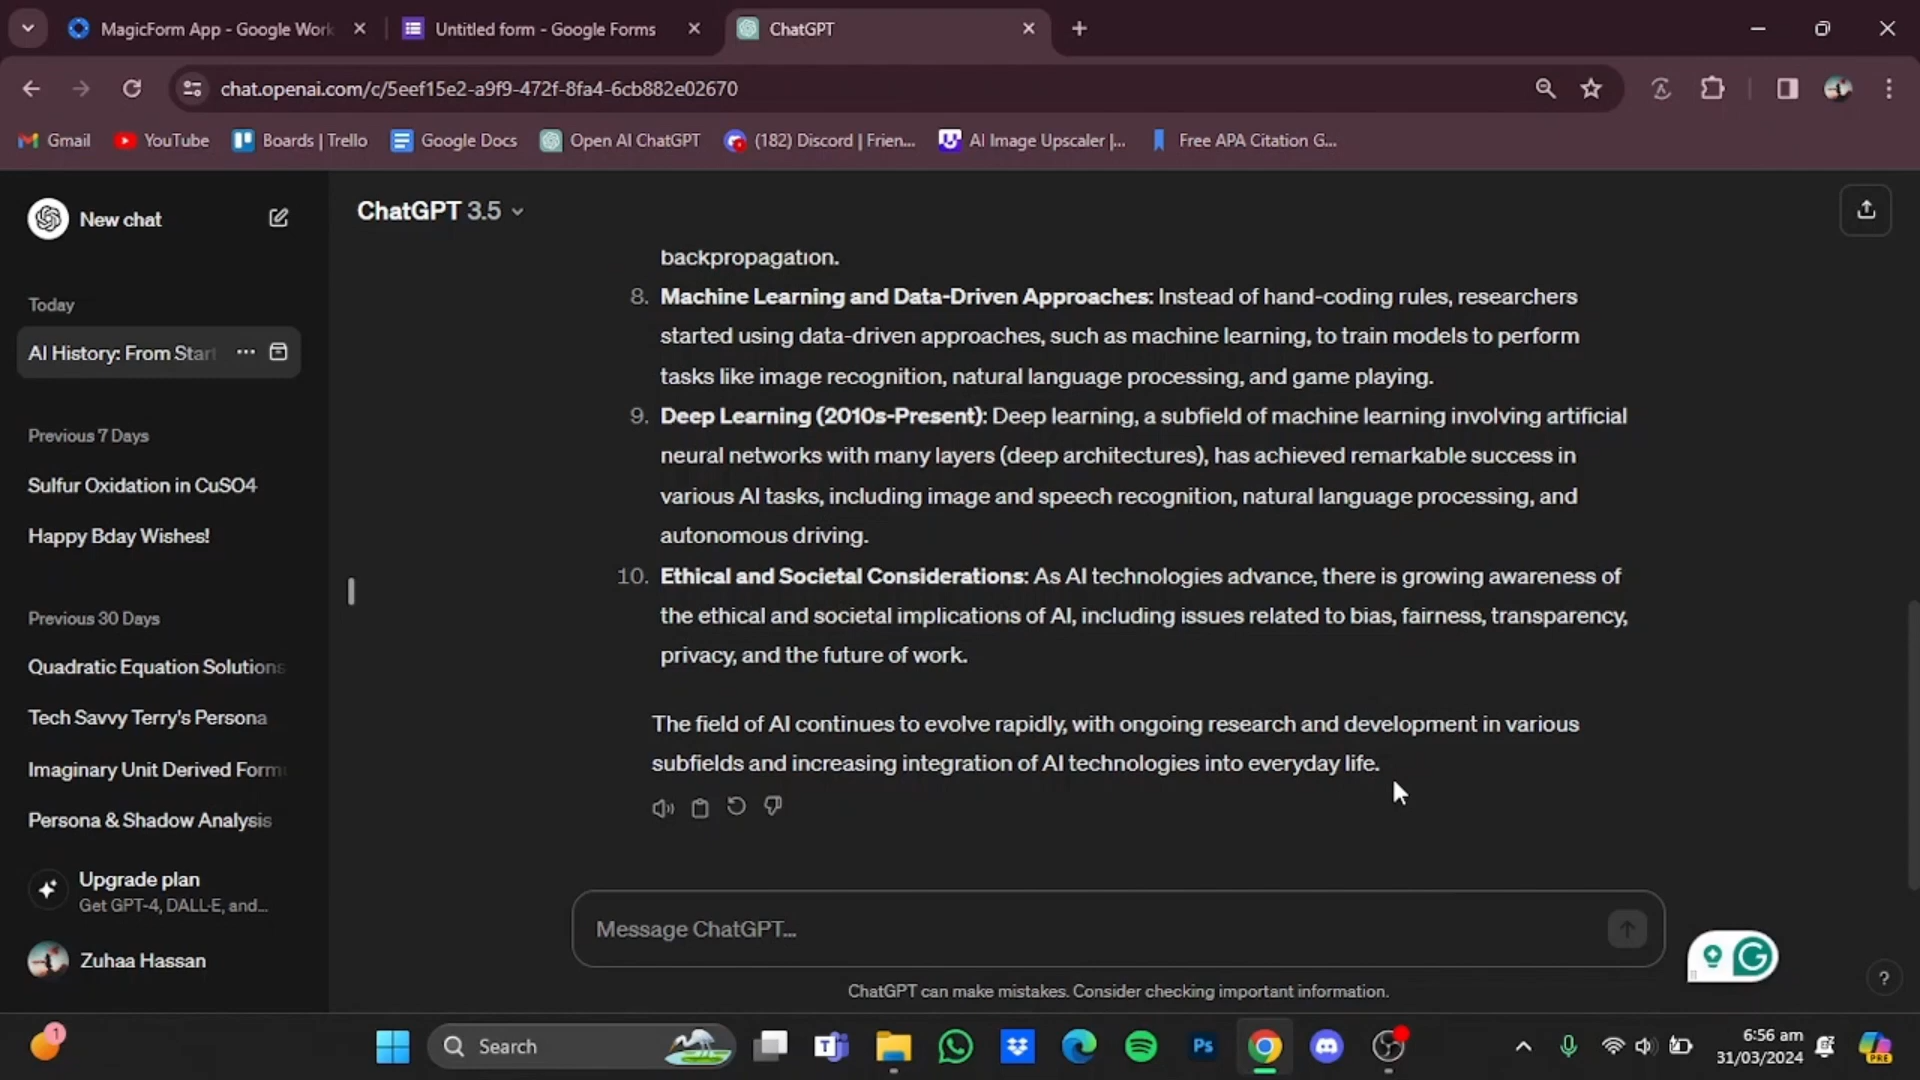 MagicForm App - Google Work
Untitled form - Google Forms
ChatGPT
chat.openai.com/c/5eef15e2-a9f9-472f-8fa4-6cb882e02670
Gmail
YouTube
Boards | Trello
Google Docs
Open AI ChatGPT
(182) Discord | Frien...
AI Image Upscaler |...
Free APA Citation G...
New chat
ChatGPT 3.5
Today
AI History: From Start
Previous 7 Days
Sulfur Oxidation in CuSO4
Happy Bday Wishes!
Previous 30 Days
Quadratic Equation Solutions
Tech Savvy Terry's Persona
Imaginary Unit Derived Form
Persona & Shadow Analysis
Upgrade plan
Get GPT-4, DALL·E, and...
Zuhaa Hassan
backpropagation.
8. Machine Learning and Data-Driven Approaches: Instead of hand-coding rules, researchers
started using data-driven approaches, such as machine learning, to train models to perform
tasks like image recognition, natural language processing, and game playing.
9. Deep Learning (2010s-Present): Deep learning, a subfield of machine learning involving artificial
neural networks with many layers (deep architectures), has achieved remarkable success in
various AI tasks, including image and speech recognition, natural language processing, and
autonomous driving.
10. Ethical and Societal Considerations: As AI technologies advance, there is growing awareness of
the ethical and societal implications of AI, including issues related to bias, fairness, transparency,
privacy, and the future of work.
The field of AI continues to evolve rapidly, with ongoing research and development in various
subfields and increasing integration of AI technologies into everyday life.
Message ChatGPT...
ChatGPT can make mistakes. Consider checking important information.
?
1
Search
Ps
6:56 am
31/03/2024
PRE